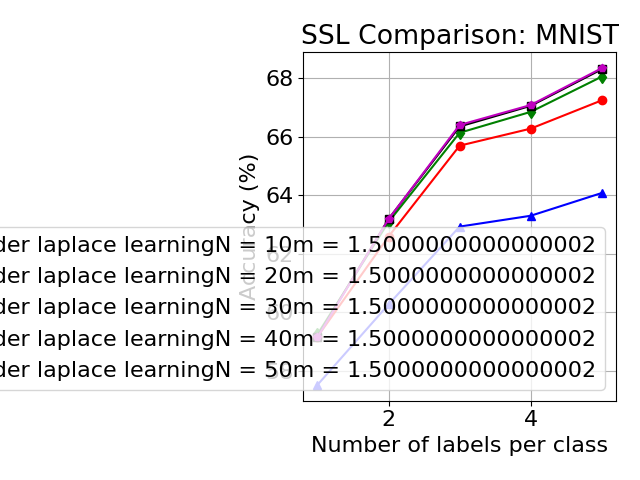 SSL Comparison: MNIST
68
66
64
62
60
58
Accuracy (%)
der laplace learningN = 10m = 1.5000000000000002
der laplace learningN = 20m = 1.5000000000000002
der laplace learningN = 30m = 1.5000000000000002
der laplace learningN = 40m = 1.5000000000000002
der laplace learningN = 50m = 1.5000000000000002
2 4
Number of labels per class